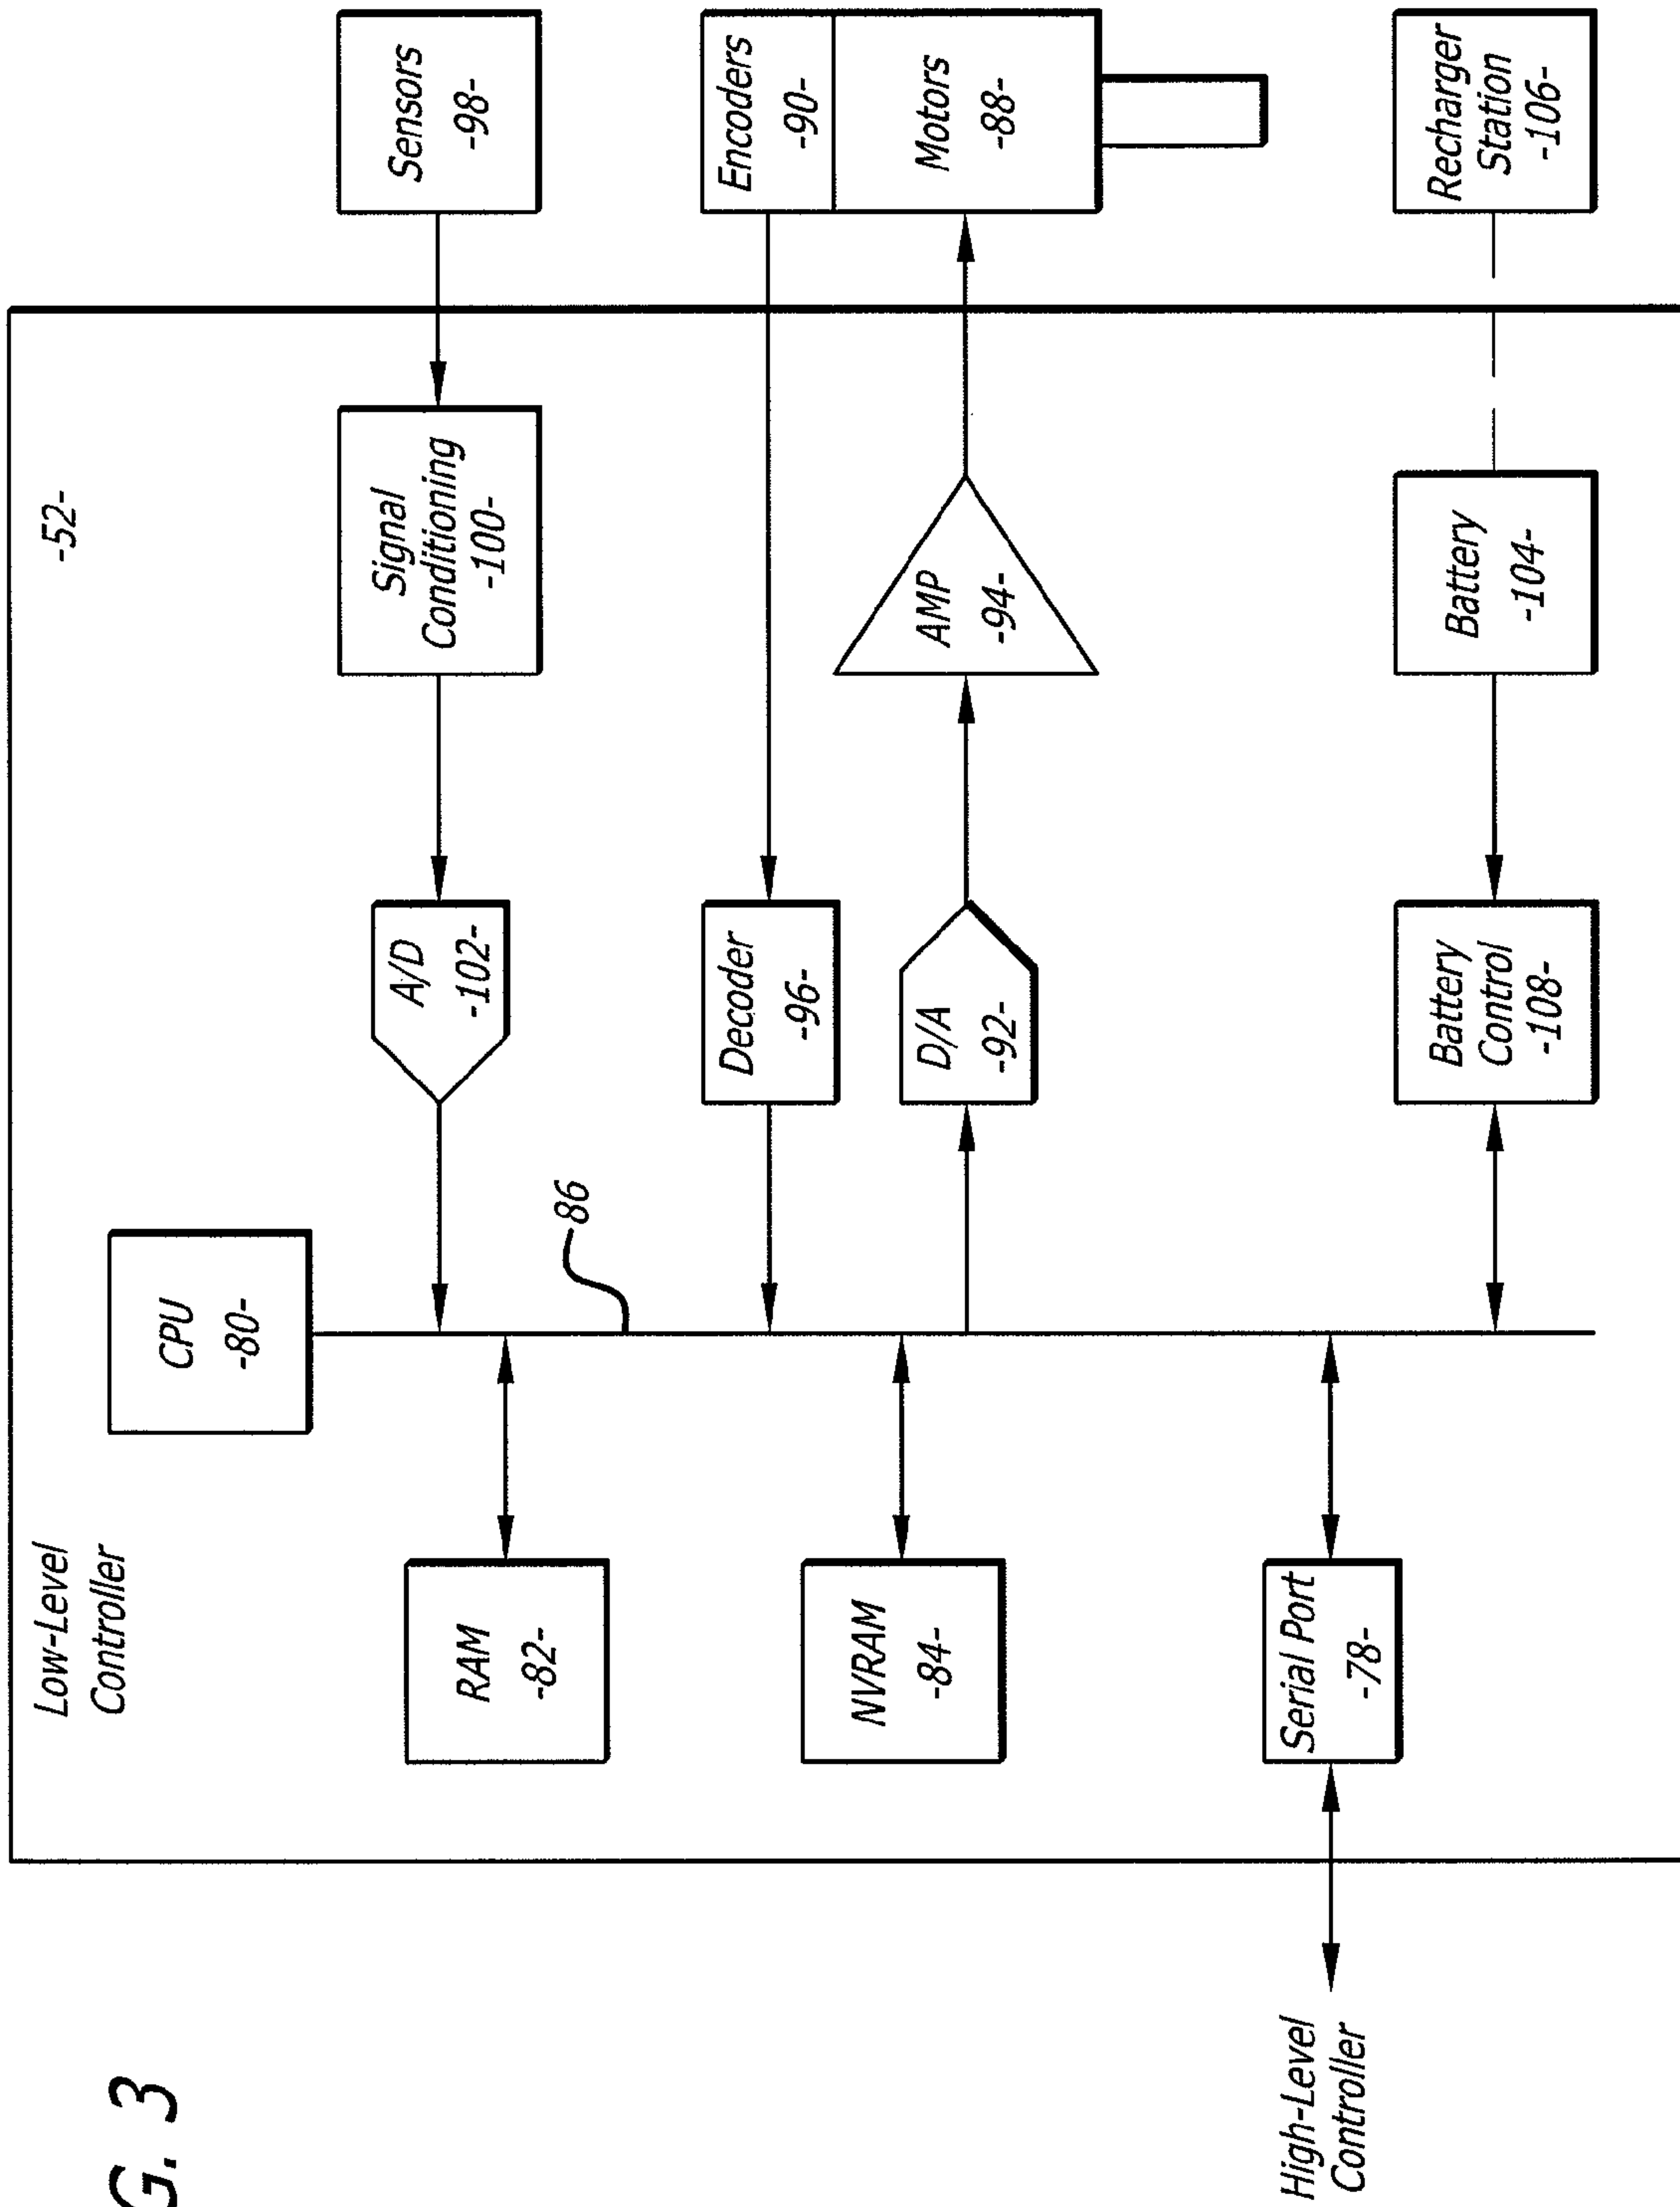 G. 3
Low-Level
Controller
-52-
CPU
-80-
RAM
-82-
NVRAM
-84-
Serial Port
-78-
High-Level
Controller
86
A/D
-102-
Signal
Conditioning
-100-
Sensors
-98-
Decoder
-96-
Encoders
-90-
D/A
-92-
AMP
-94-
Motors
-88-
Battery
Control
-108-
Battery
-104-
Recharger
Station
-106-